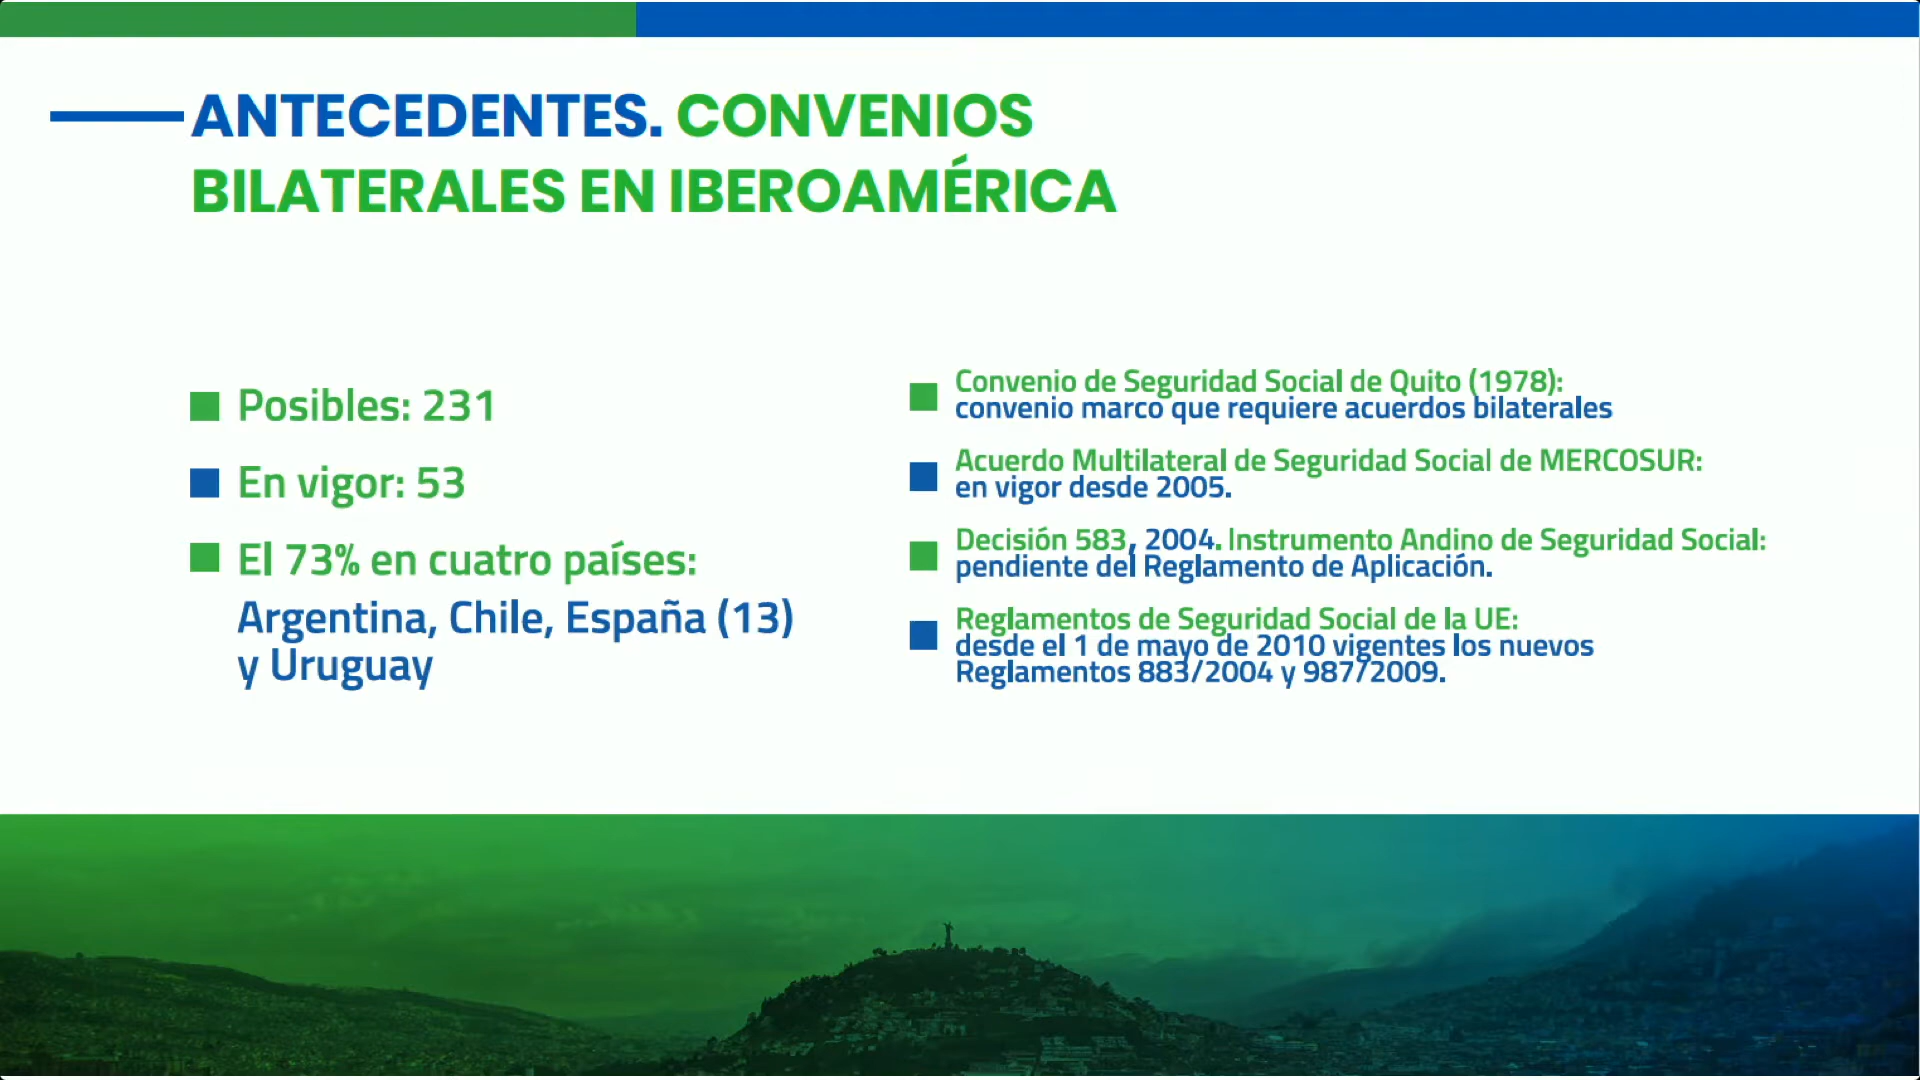 ANTECEDENTES. CONVENIOS
BILATERALES EN IBEROAMÉRICA
Posibles: 231
En vigor: 53
El 73% en cuatro países:
Argentina, Chile, España (13)
y Uruguay
Convenio de Seguridad Social de Quito (1978):
convenio marco que requiere acuerdos bilaterales
Acuerdo Multilateral de Seguridad Social de MERCOSUR:
en vigor desde 2005.
Decisión 583, 2004. Instrumento Andino de Seguridad Social:
pendiente del Reglamento de Aplicación.
Reglamentos de Seguridad Social de la UE:
desde el 1 de mayo de 2010 vigentes los nuevos
Reglamentos 883/2004 y 987/2009.